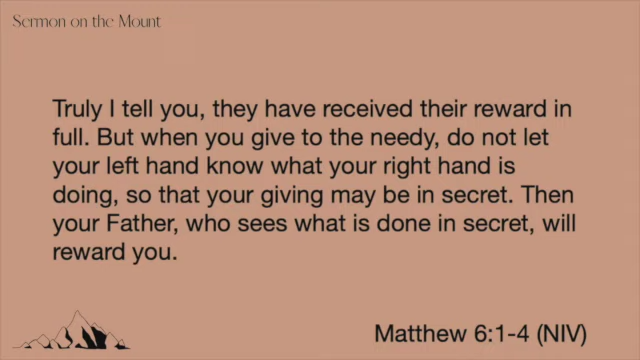 Sermon on the Mount
Truly I tell you, they have received their reward in
full. But when you give to the needy, do not let
your left hand know what your right hand is
doing, so that your giving may be in secret. Then
your Father, who sees what is done in secret, will
reward you.
Matthew 6:1-4 (NIV)